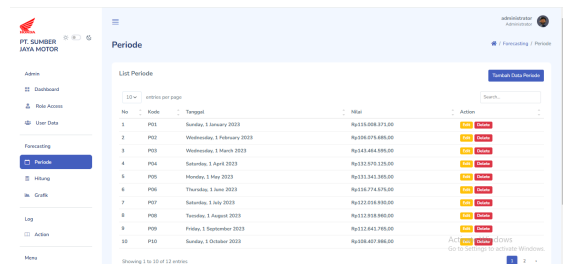 HONDA
PT. SUMBER JAYA MOTOR
administrator
Administrator
Periode
Forecasting / Periode
Admin
Dashboard
Role Access
User Data
Forecasting
Periode
Hitung
Grafik
Log
Action
Menu
List Periode
Tambah Data Periode
10 entries per page
Search...
No Kode Tanggal Nilai Action
1 P01 Sunday, 1 January 2023 Rp135.008.371,00 Edit Delete
2 P02 Wednesday, 1 February 2023 Rp106.075.695,00 Edit Delete
3 P03 Wednesday, 1 March 2023 Rp143.464.595,00 Edit Delete
4 P04 Saturday, 1 April 2023 Rp132.570.125,00 Edit Delete
5 P05 Monday, 1 May 2023 Rp131.341.365,00 Edit Delete
6 P06 Thursday, 1 June 2023 Rp116.774.575,00 Edit Delete
7 P07 Saturday, 1 July 2023 Rp122.016.930,00 Edit Delete
8 P08 Tuesday, 1 August 2023 Rp112.918.560,00 Edit Delete
9 P09 Friday, 1 September 2023 Rp112.641.765,00 Edit Delete
10 P10 Sunday, 1 October 2023 Rp108.407.986,00 Edit Delete
Activate Windows
Go to Settings to activate Windows.
Showing 1 to 10 of 12 entries
1 2 ›